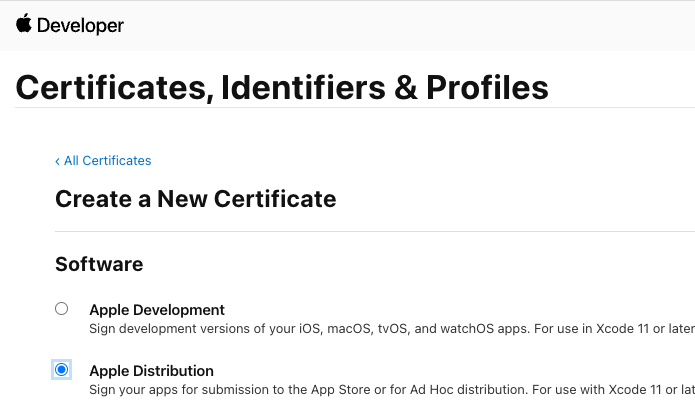 Developer
Certificates, Identifiers & Profiles
‹ All Certificates
Create a New Certificate
Software
Apple Development
Sign development versions of your iOS, macOS, tvOS, and watchOS apps. For use in Xcode 11 or later
Apple Distribution
Sign your apps for submission to the App Store or for Ad Hoc distribution. For use with Xcode 11 or lat